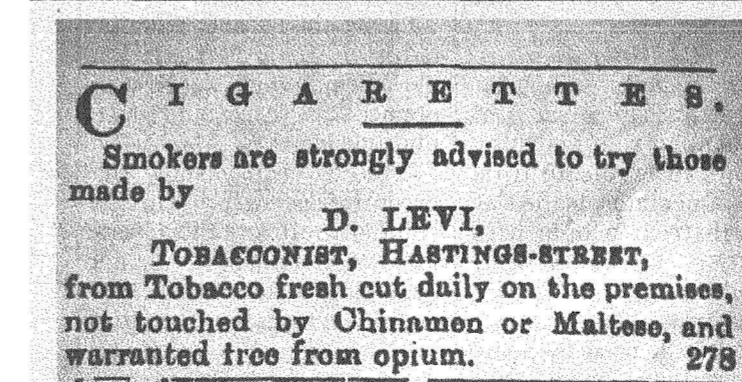 CIGARETTES.
Smokers are strongly advised to try those
made by
D. LEVI,
TOBACCONIST, HASTINGS-STREET,
from Tobacco fresh cut daily on the premises,
not touched by Chinamen or Maltese, and
warranted free from opium. 278